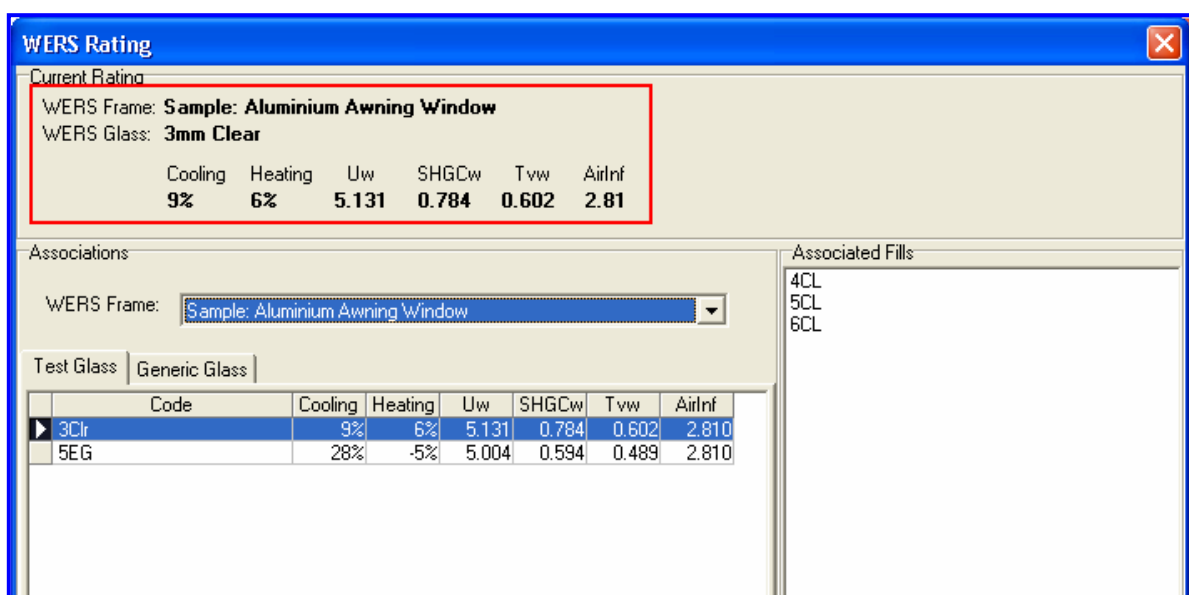 WERS Rating
Current Rating
WERS Frame: Sample: Aluminium Awning Window
WERS Glass: 3mm Clear
Cooling Heating Uw SHGCw Tvw AirInf
9% 6% 5.131 0.784 0.602 2.81
Associations
WERS Frame: Sample: Aluminium Awning Window
Test Glass Generic Glass
Code Cooling Heating Uw SHGCw Tvw AirInf
3Clr 9% 6% 5.131 0.784 0.602 2.810
5EG 28% -5% 5.004 0.594 0.489 2.810
Associated Fills
4CL
5CL
6CL